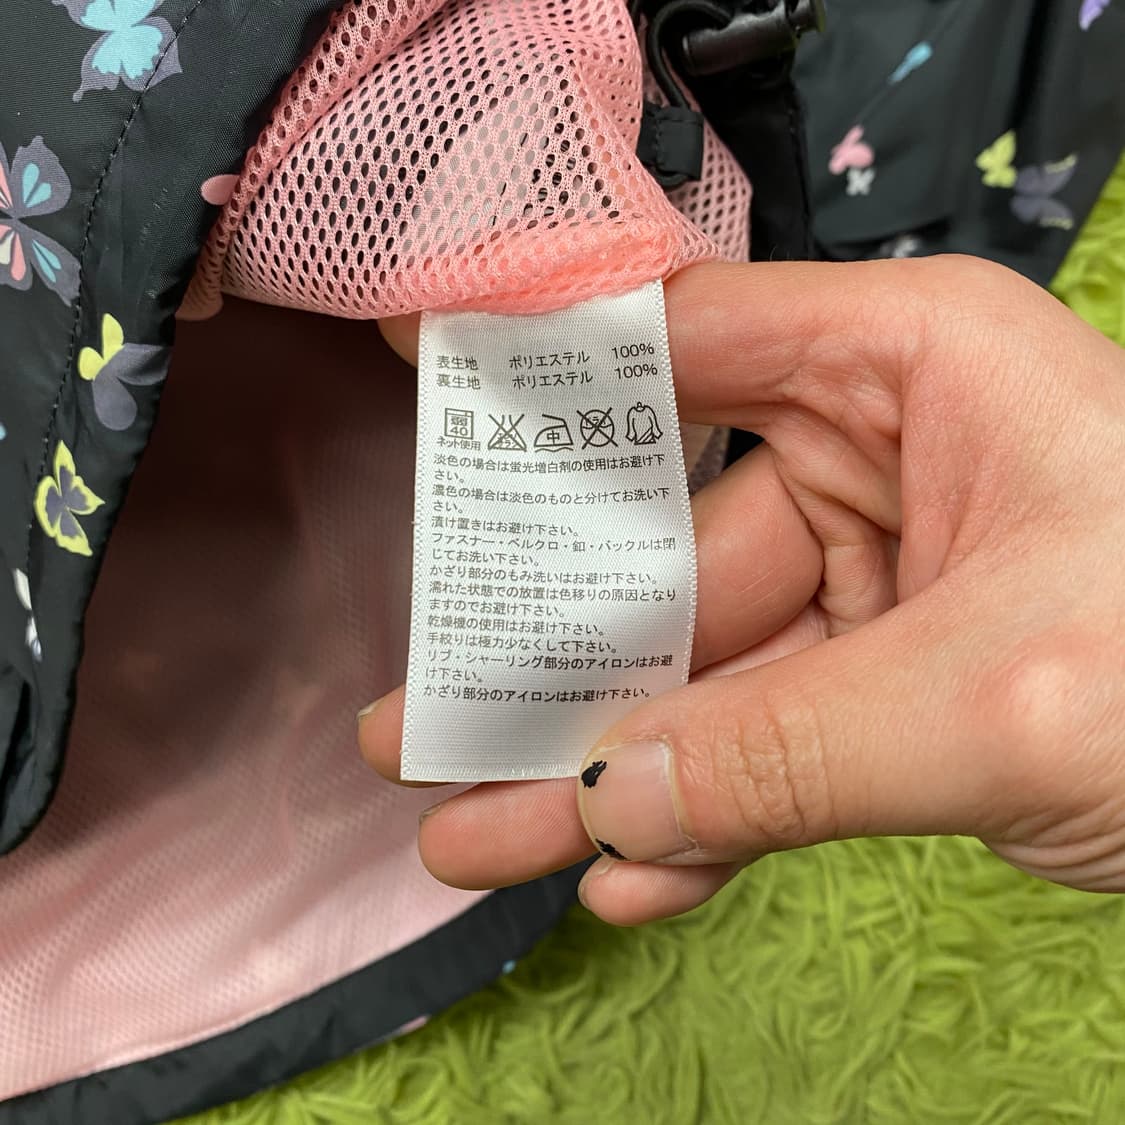 表生地 ポリエステル 100%
裏生地 ポリエステル 100%
弱
40
中
ネット使用
淡色の場合は蛍光増白剤の使用はお避け下
さい。
濃色の場合は淡色のものと分けてお洗い下
さい。
漬け置きはお避け下さい。
ファスナー・ベルクロ・釦・バックルは閉
じてお洗い下さい。
かざり部分のもみ洗いはお避け下さい。
濡れた状態での放置は色移りの原因となり
ますのでお避け下さい。
乾燥機の使用はお避け下さい。
手絞りは極力少なくして下さい。
リブ・シャーリング部分のアイロンはお避
け下さい。
かざり部分のアイロンはお避け下さい。